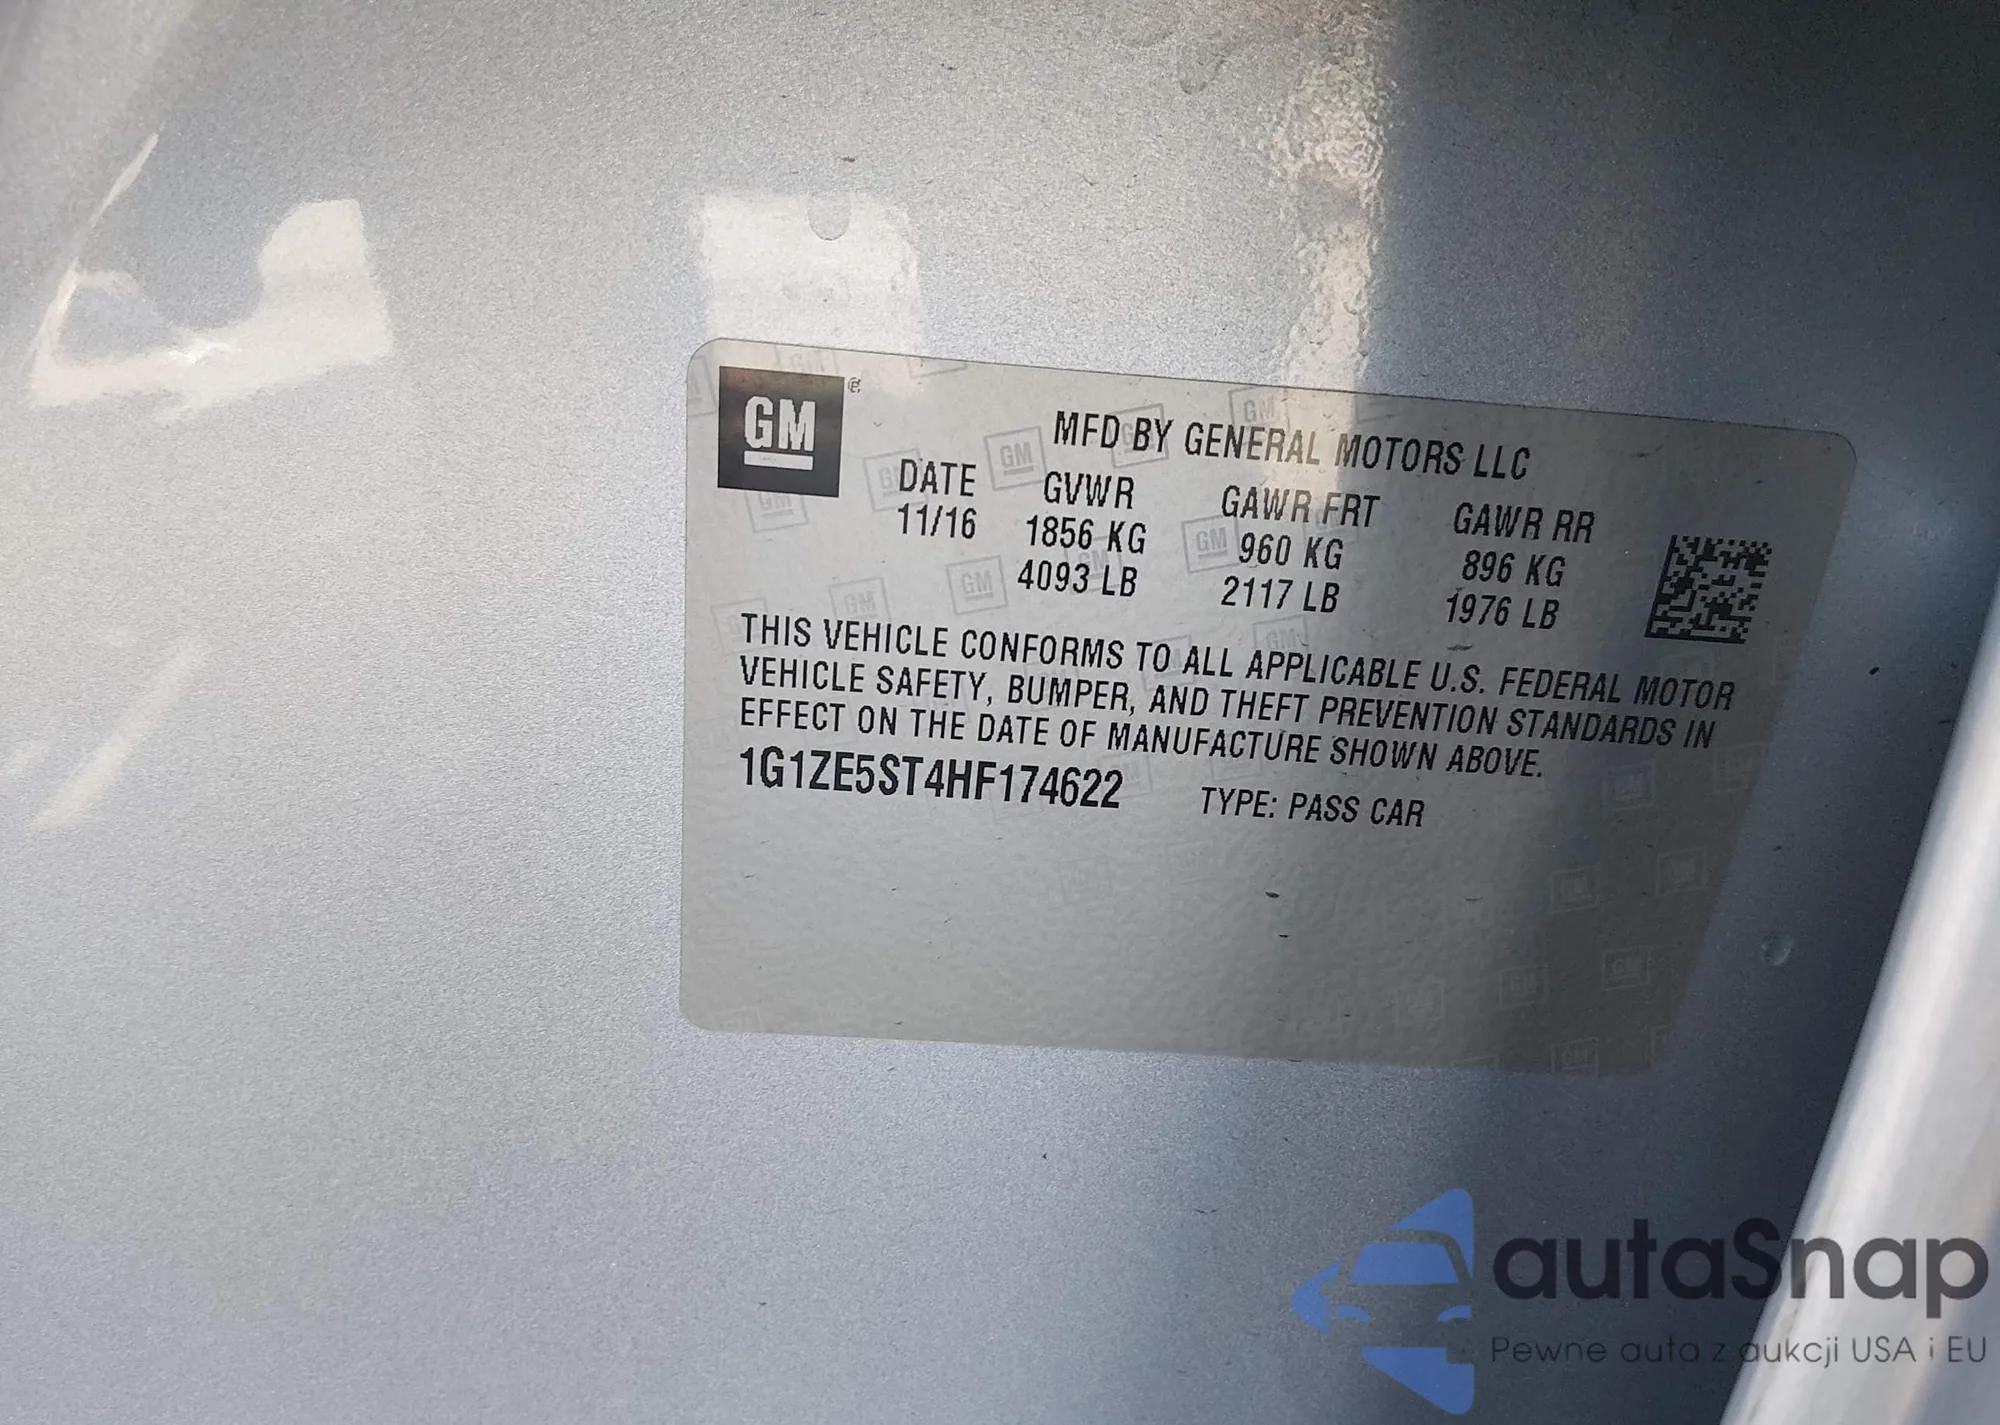 GM
MFD BY GENERAL MOTORS LLC
DATE GVWR GAWR FRT GAWR RR
11/16 1856 KG 960 KG 896 KG
4093 LB 2117 LB 1976 LB
THIS VEHICLE CONFORMS TO ALL APPLICABLE U.S. FEDERAL MOTOR
VEHICLE SAFETY, BUMPER, AND THEFT PREVENTION STANDARDS IN
EFFECT ON THE DATE OF MANUFACTURE SHOWN ABOVE.
1G1ZE5ST4HF174622 TYPE: PASS CAR
autaSnap
Pewne auta z aukcji USA i EU